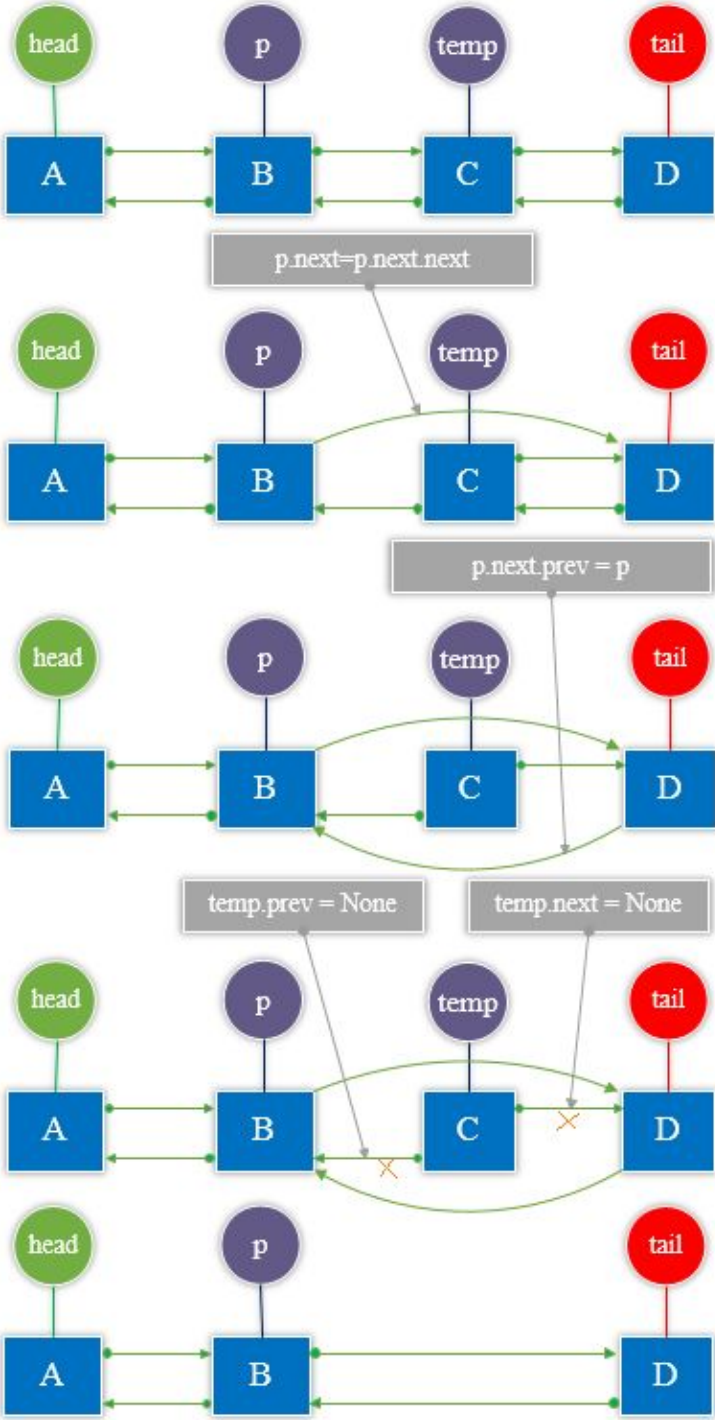 head p temp tail
A B C D
p.next=p.next.next
head p temp tail
A B C D
p.next.prev = p
head p temp tail
A B C D
temp.prev = None temp.next = None
head p temp tail
A B C D
head p tail
A B D